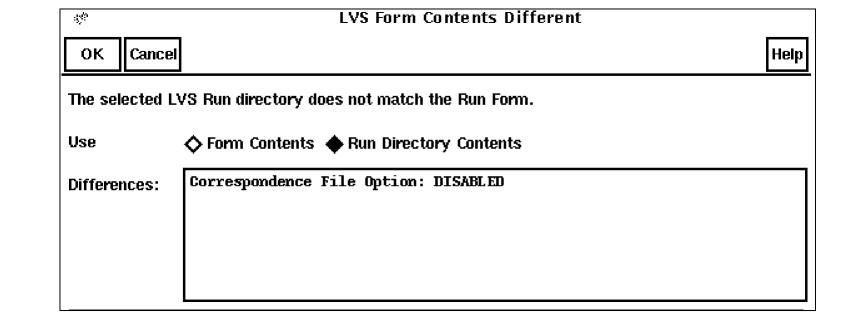 LVS Form Contents Different
OK Cancel Help
The selected LVS Run directory does not match the Run Form.
Use Form Contents Run Directory Contents
Differences: Correspondence File Option: DISABLED